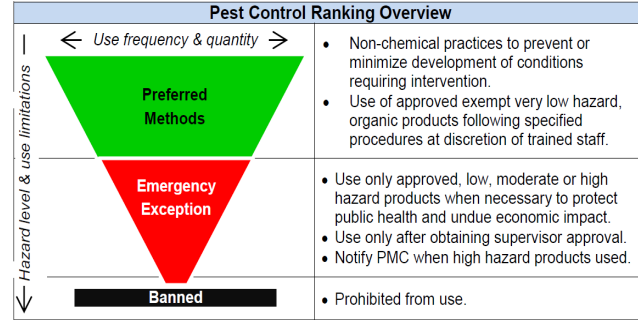 Pest Control Ranking Overview
Use frequency & quantity
Hazard level & use limitations
Preferred
Methods
• Non-chemical practices to prevent or
minimize development of conditions
requiring intervention.
• Use of approved exempt very low hazard,
organic products following specified
procedures at discretion of trained staff.
Emergency
Exception
• Use only approved, low, moderate or high
hazard products when necessary to protect
public health and undue economic impact.
• Use only after obtaining supervisor approval.
• Notify PMC when high hazard products used.
Banned
• Prohibited from use.